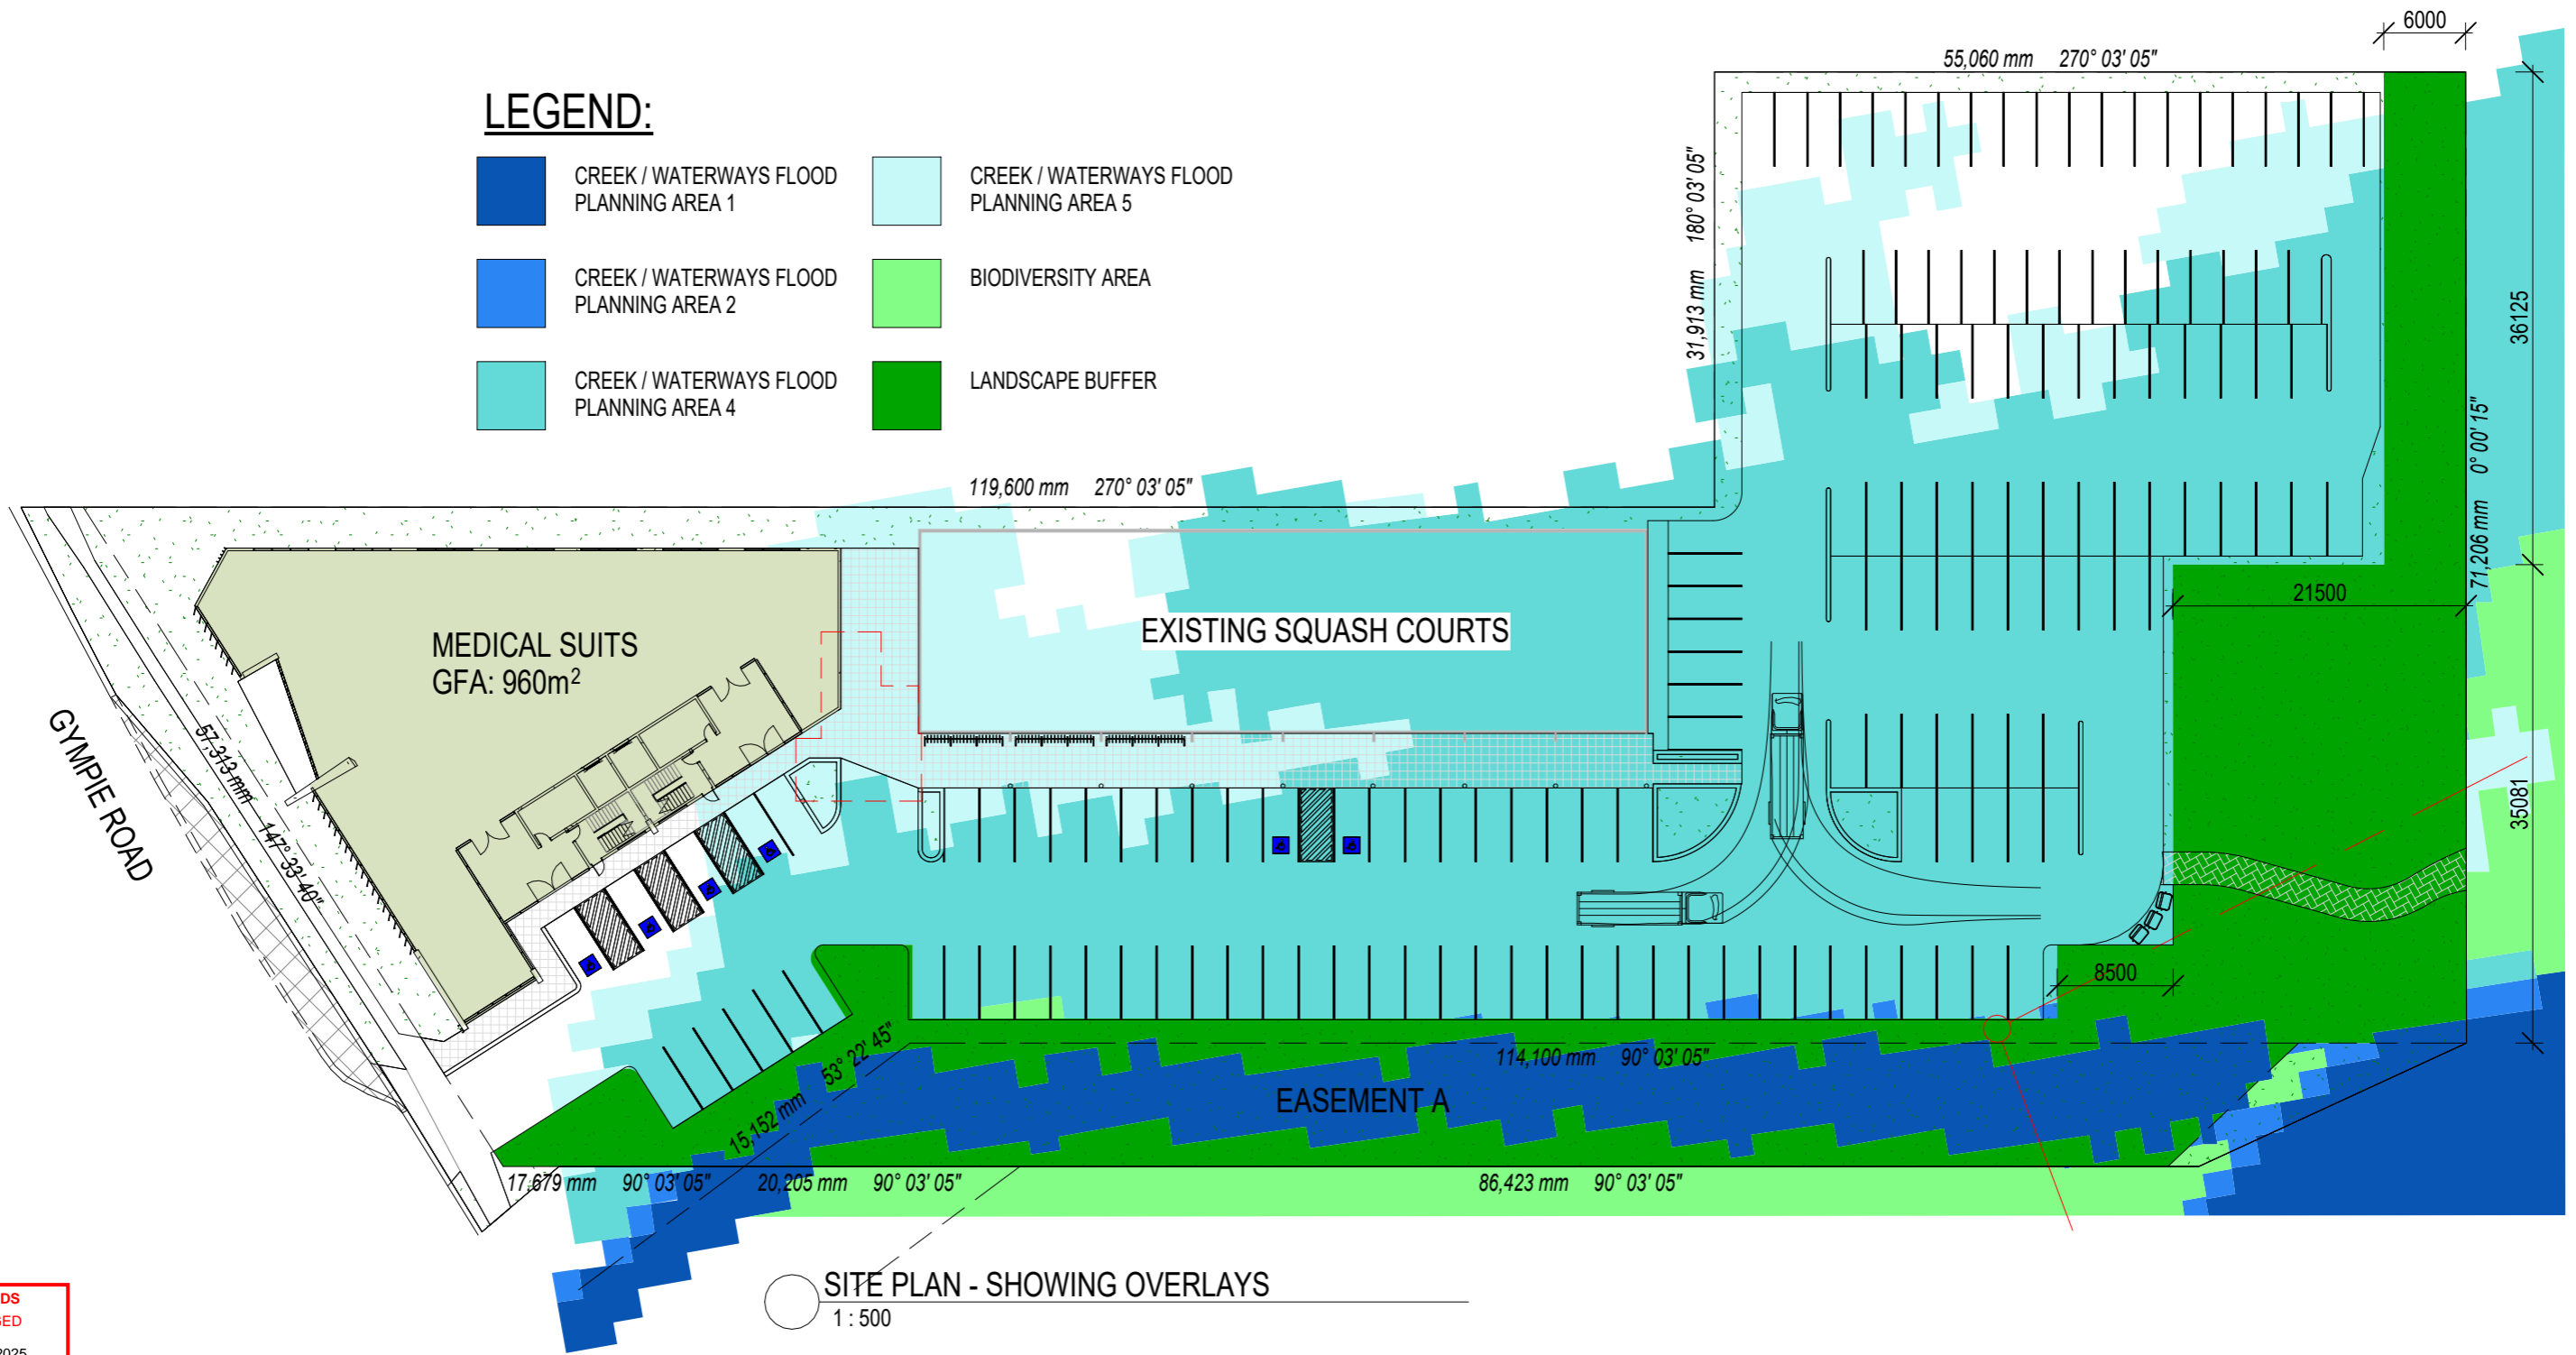 6000
55,060 mm 270° 03' 05"
LEGEND:
CREEK / WATERWAYS FLOOD
PLANNING AREA 1
CREEK / WATERWAYS FLOOD
PLANNING AREA 5
CREEK / WATERWAYS FLOOD
PLANNING AREA 2
BIODIVERSITY AREA
CREEK / WATERWAYS FLOOD
PLANNING AREA 4
LANDSCAPE BUFFER
31,913 mm 180° 03' 05"
36125
71,206 mm 0° 00' 15"
119,600 mm 270° 03' 05"
21500
EXISTING SQUASH COURTS
MEDICAL SUITS
GFA: 960m²
GYMPIE ROAD
57,313 mm 147° 33' 40"
35081
8500
15,152 mm 53° 22' 45"
114,100 mm 90° 03' 05"
EASEMENT A
17,679 mm 90° 03' 05"
20,205 mm 90° 03' 05"
86,423 mm 90° 03' 05"
SITE PLAN - SHOWING OVERLAYS
1 : 500
DS
GED
2025